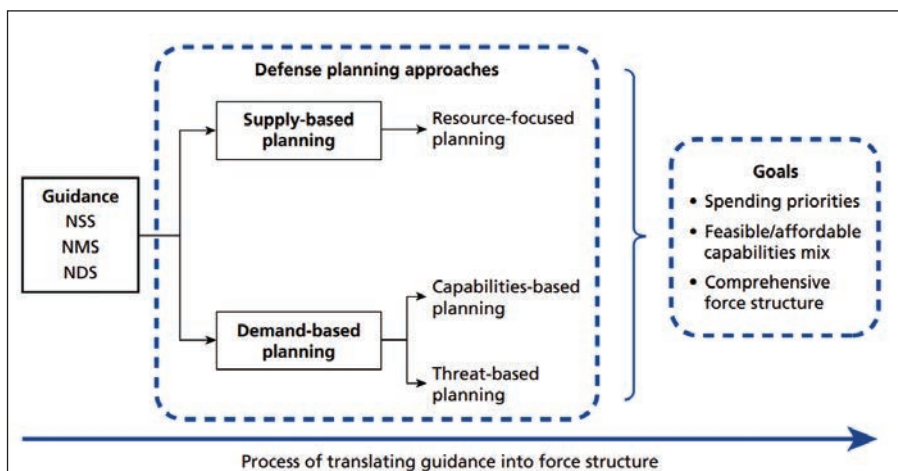 Defense planning approaches
Supply-based
planning
Resource-focused
planning
Guidance
NSS
NMS
NDS
Demand-based
planning
Capabilities-based
planning
Threat-based
planning
Goals
• Spending priorities
• Feasible/affordable
capabilities mix
• Comprehensive
force structure
Process of translating guidance into force structure